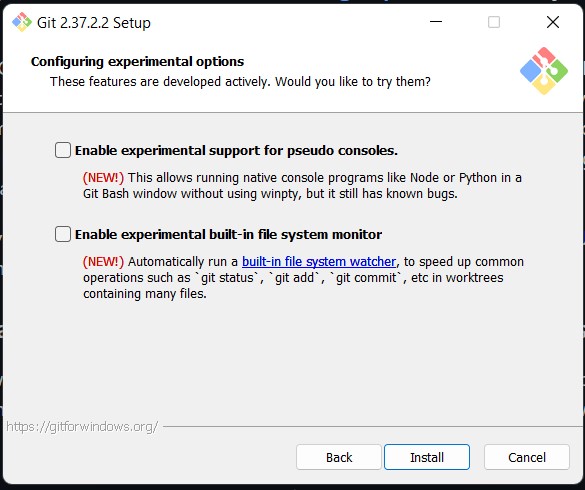 Git 2.37.2.2 Setup
Configuring experimental options
These features are developed actively. Would you like to try them?
Enable experimental support for pseudo consoles.
(NEW!) This allows running native console programs like Node or Python in a
Git Bash window without using winpty, but it still has known bugs.
Enable experimental built-in file system monitor
(NEW!) Automatically run a built-in file system watcher, to speed up common
operations such as `git status`, `git add`, `git commit`, etc in worktrees
containing many files.
https://gitforwindows.org/
Back
Install
Cancel